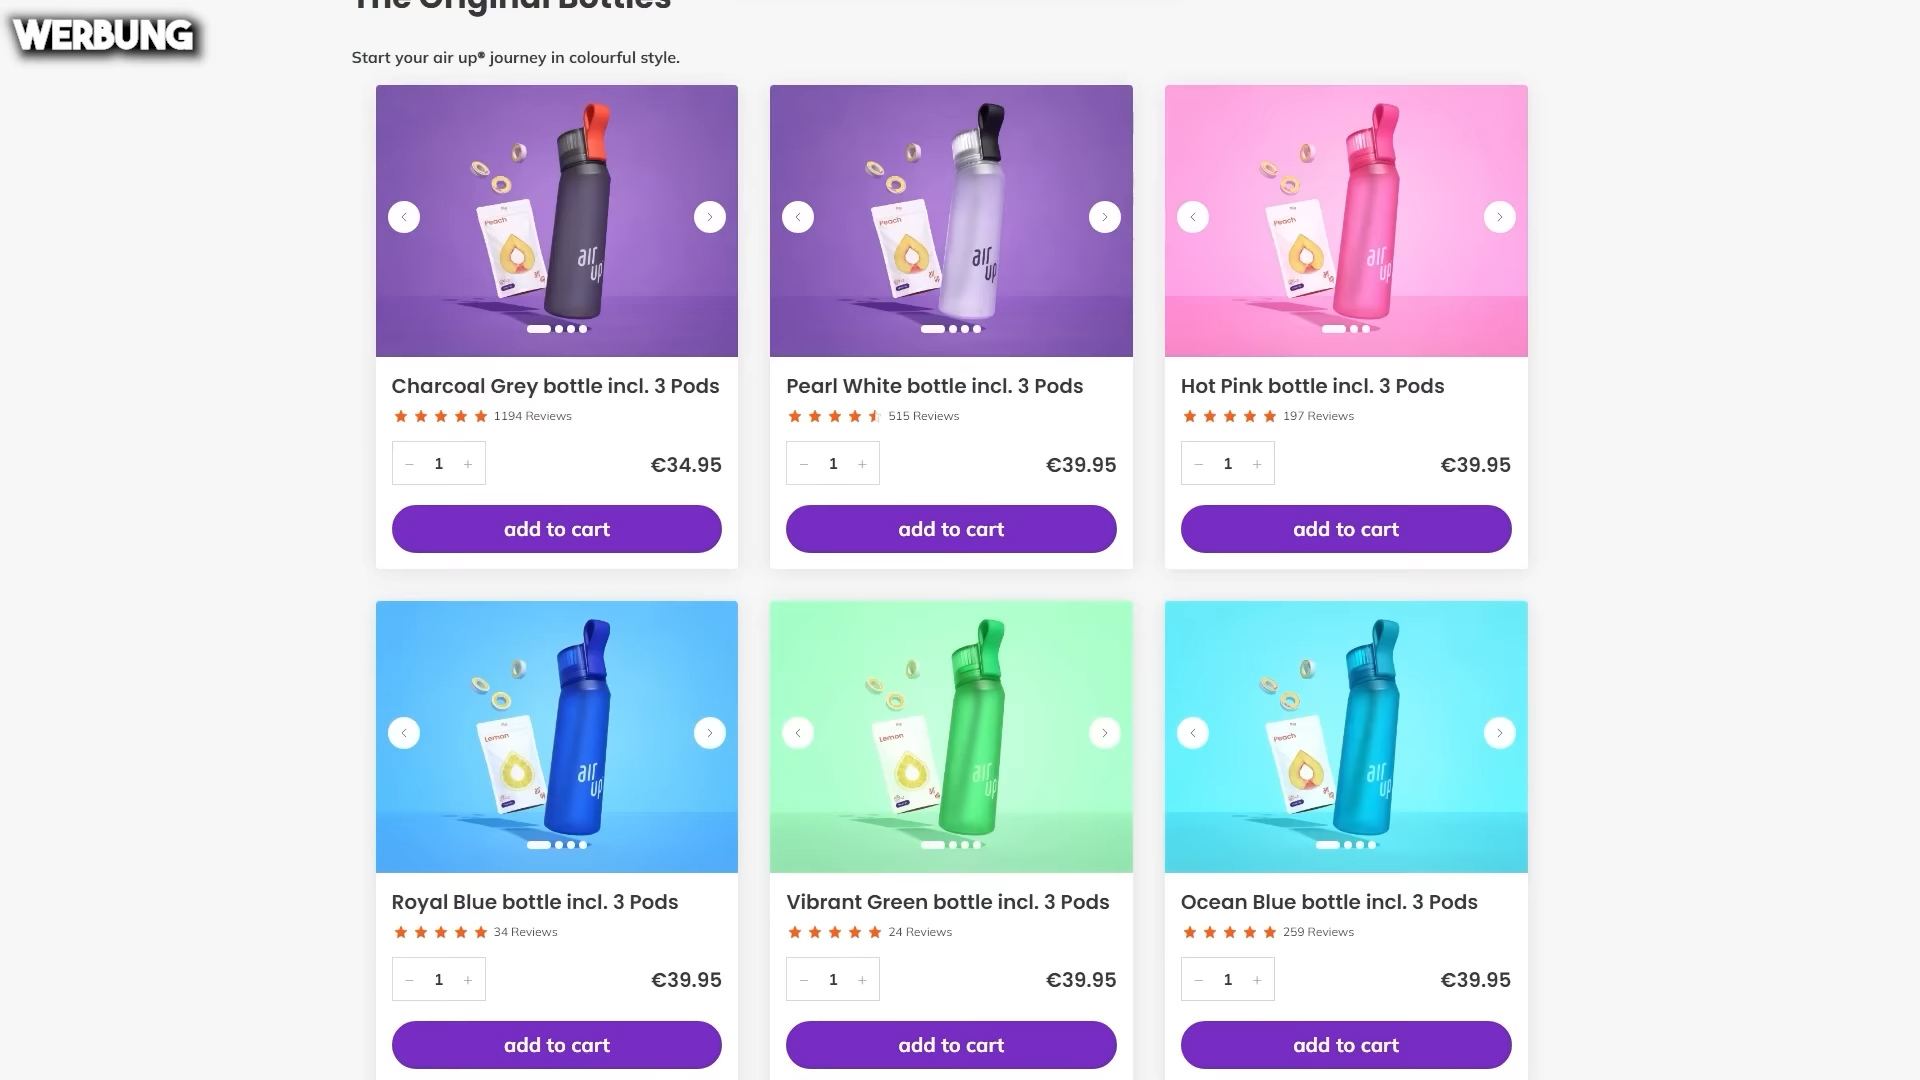 The Original Bottles
WERBUNG
Start your air up® journey in colourful style.
Peach
air up
Peach
air up
Peach
air up
Charcoal Grey bottle incl. 3 Pods
1194 Reviews
− 1 +
€34.95
add to cart
Pearl White bottle incl. 3 Pods
515 Reviews
− 1 +
€39.95
add to cart
Hot Pink bottle incl. 3 Pods
197 Reviews
− 1 +
€39.95
add to cart
Lemon
air up
Lemon
air up
Peach
air up
Royal Blue bottle incl. 3 Pods
34 Reviews
− 1 +
€39.95
add to cart
Vibrant Green bottle incl. 3 Pods
24 Reviews
− 1 +
€39.95
add to cart
Ocean Blue bottle incl. 3 Pods
259 Reviews
− 1 +
€39.95
add to cart